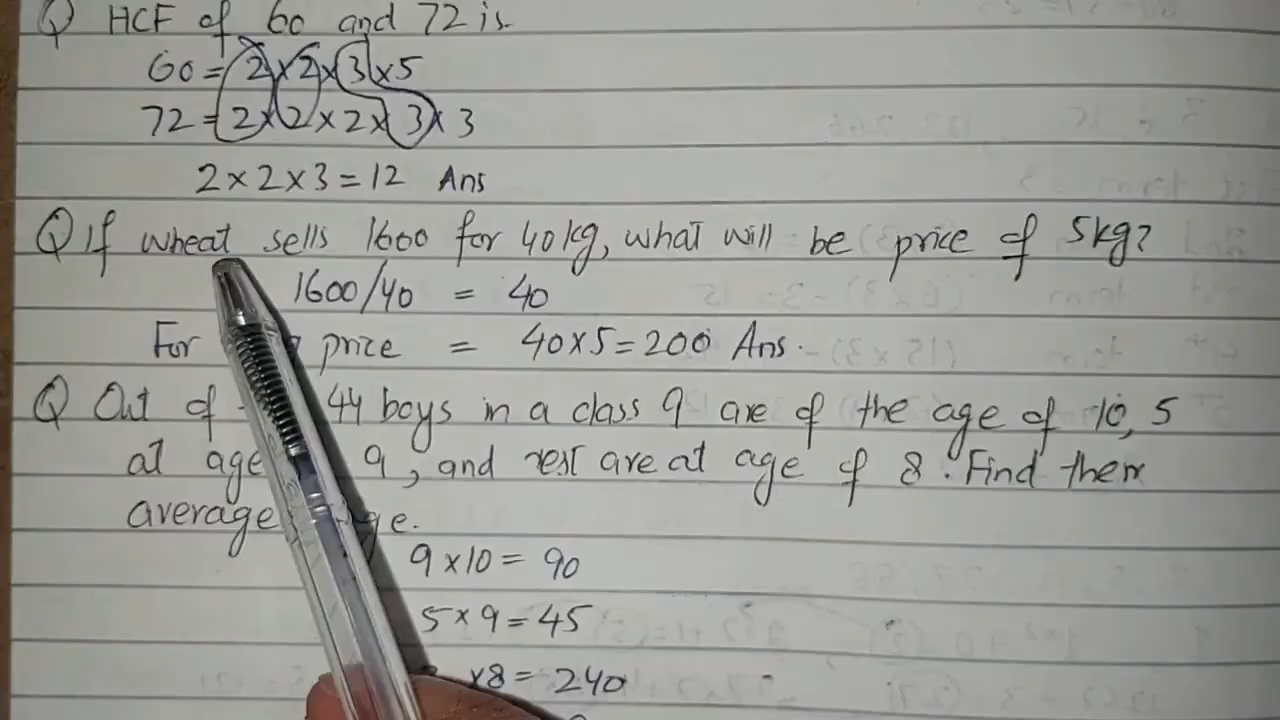 Q HCF of 60 and 72 is
60 = 2 × 2 × 3 × 5
72 = 2 × 2 × 2 × 3 × 3
2 × 2 × 3 = 12 Ans
Q If wheat sells 1600 for 40kg, what will be price of 5kg?
1600/40 = 40
For price = 40×5 = 200 Ans.
Q Out of 44 boys in a class 9 are of the age of 10, 5
at age 9, and rest are at age of 8. Find them
average
9 × 10 = 90
5 × 9 = 45
×8 = 240